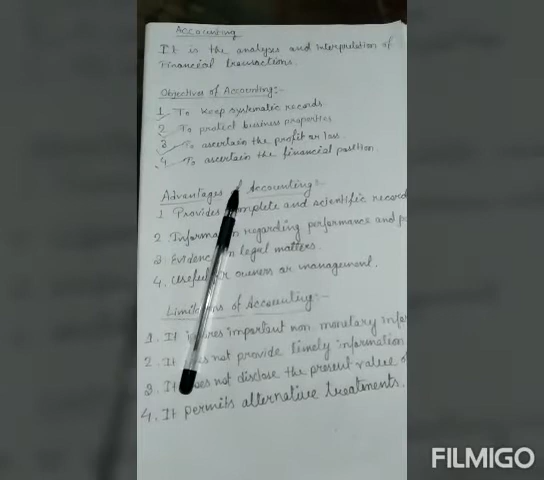 Accounting
It is the analyses and interpretation of
Financial transactions.
Objectives of Accounting:-
1 To keep systematic records
2 To protect business properties
3 To ascertain the profit or loss.
4. To ascertain the financial position
Advantages of Accounting:-
1 Provides complete and scientific record
2. Information regarding performance and
3. Evidence in legal matters.
4. Useful for owners or management.
Limitations of Accounting:-
1. It important non monetary
2. It does not provide timely information
3. It does not disclose the present value of
4. It permits alternative treatments.
FILMIGO